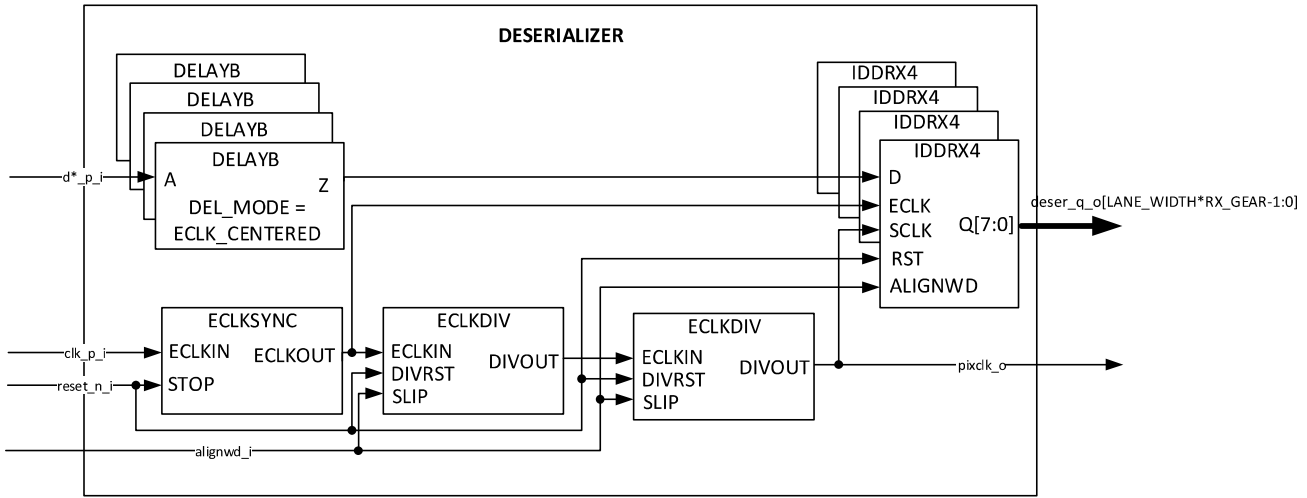 DESERIALIZER
DELAYB
DELAYB
DELAYB
DELAYB
A
Z
DEL_MODE =
ECLK_CENTERED
d*_p_i
IDDRX4
IDDRX4
IDDRX4
IDDRX4
D
ECLK
SCLK
Q[7:0]
RST
ALIGNWD
deser_q_o[LANE_WIDTH*RX_GEAR-1:0]
ECLKSYNC
ECLKIN
ECLKOUT
STOP
clk_p_i
reset_n_i
alignwd_i
ECLKDIV
ECLKIN
DIVOUT
DIVRST
SLIP
ECLKDIV
ECLKIN
DIVOUT
DIVRST
SLIP
pixclk_o